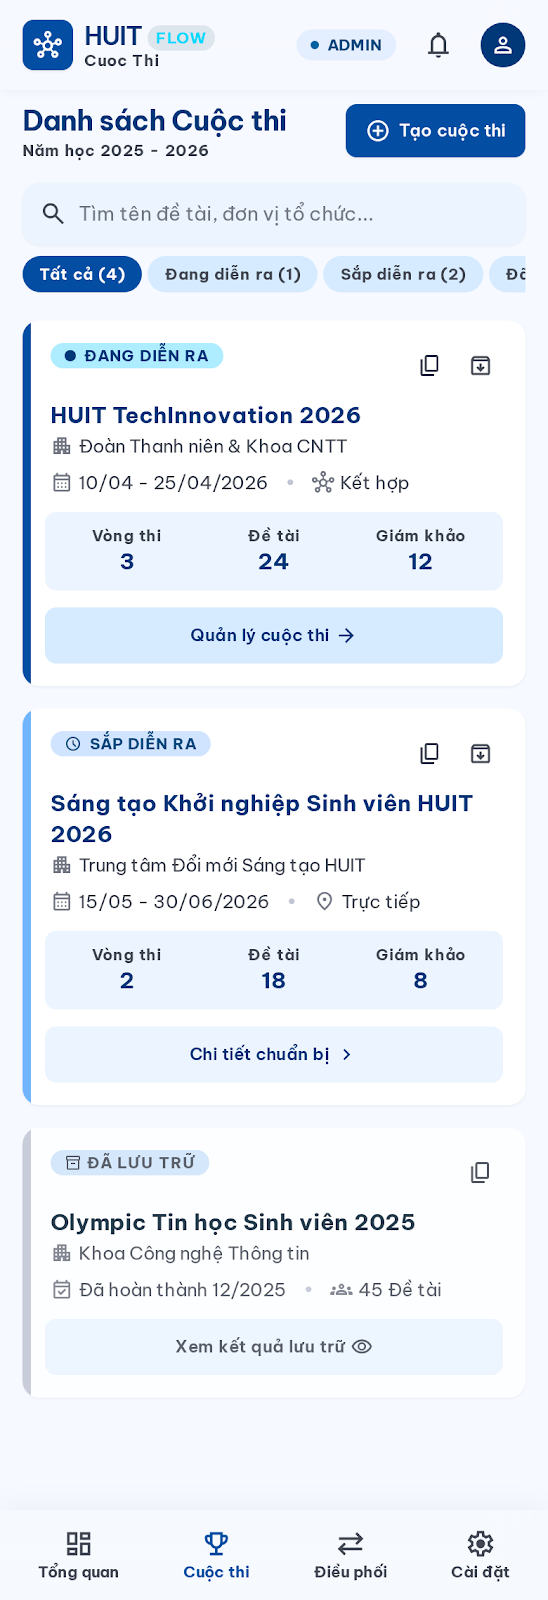 HUIT FLOW
Cuoc Thi
ADMIN
Danh sách Cuộc thi
Năm học 2025 - 2026
Tạo cuộc thi
Tìm tên đề tài, đơn vị tổ chức...
Tất cả (4)
Đang diễn ra (1)
Sắp diễn ra (2)
ĐANG DIỄN RA
HUIT TechInnovation 2026
Đoàn Thanh niên & Khoa CNTT
10/04 - 25/04/2026 • Kết hợp
Vòng thi Đề tài Giám khảo
3 24 12
Quản lý cuộc thi
SẮP DIỄN RA
Sáng tạo Khởi nghiệp Sinh viên HUIT
2026
Trung tâm Đổi mới Sáng tạo HUIT
15/05 - 30/06/2026 • Trực tiếp
Vòng thi Đề tài Giám khảo
2 18 8
Chi tiết chuẩn bị
ĐÃ LƯU TRỮ
Olympic Tin học Sinh viên 2025
Khoa Công nghệ Thông tin
Đã hoàn thành 12/2025 • 45 Đề tài
Xem kết quả lưu trữ
Tổng quan
Cuộc thi
Điều phối
Cài đặt